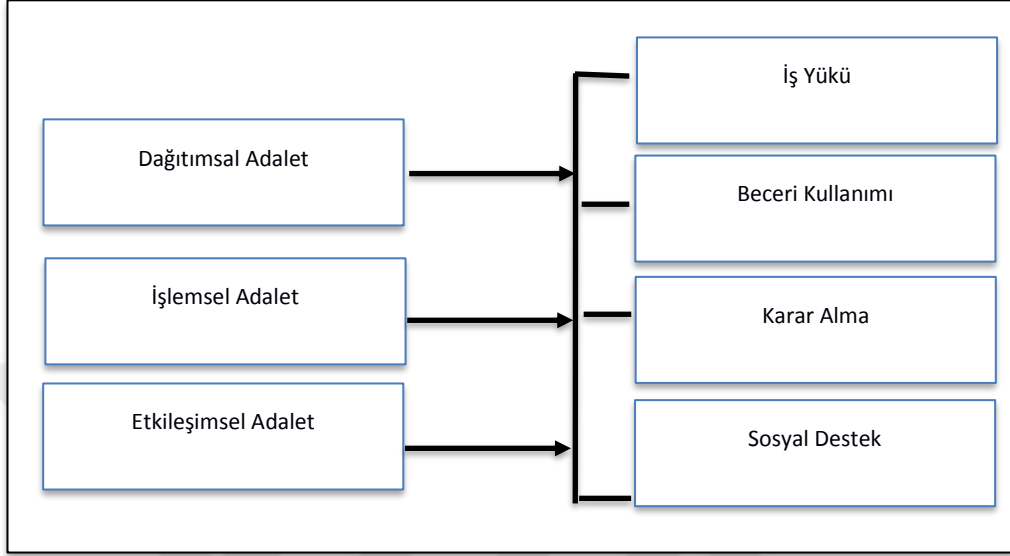 Dağıtımsal Adalet
İşlemsel Adalet
Etkileşimsel Adalet
İş Yükü
Beceri Kullanımı
Karar Alma
Sosyal Destek